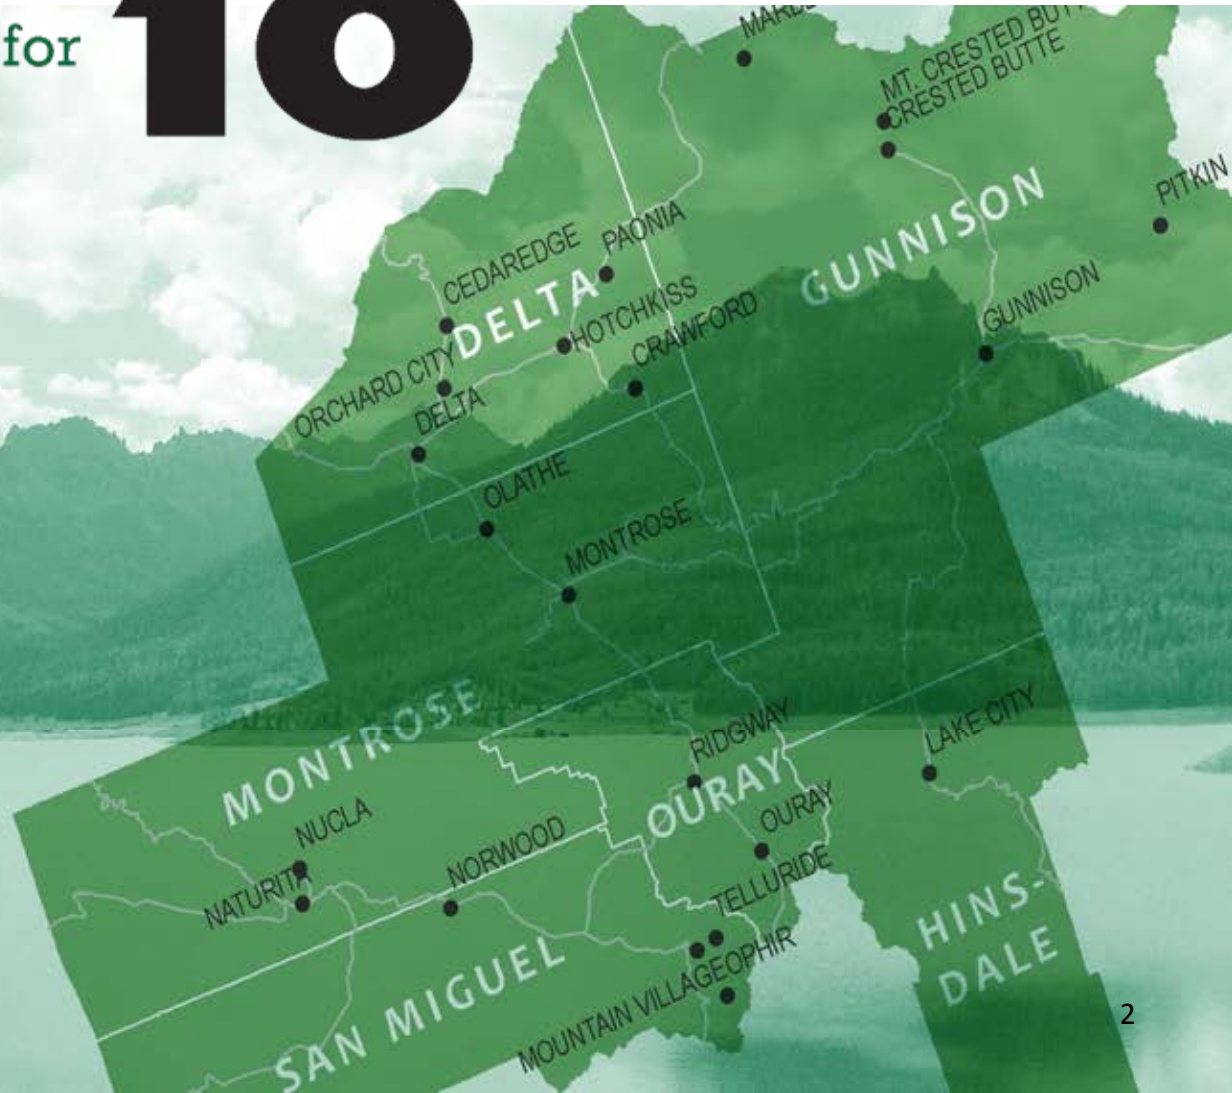 for 10
MT. CRESTED BUTTE
CRESTED BUTTE
PITKIN
GUNNISON
PAONIA
CEDAREDGE
DELTA
HOTCHKISS
GUNNISON
CRAWFORD
ORCHARD CITY
DELTA
OLATHE
MONTROSE
MONTROSE
RIDGWAY
LAKE CITY
OURAY
OURAY
NUCLA
NORWOOD
NATURITA
TELLURIDE
HINS-
DALE
SAN MIGUEL
OPHIR
MOUNTAIN VILLAGE
2